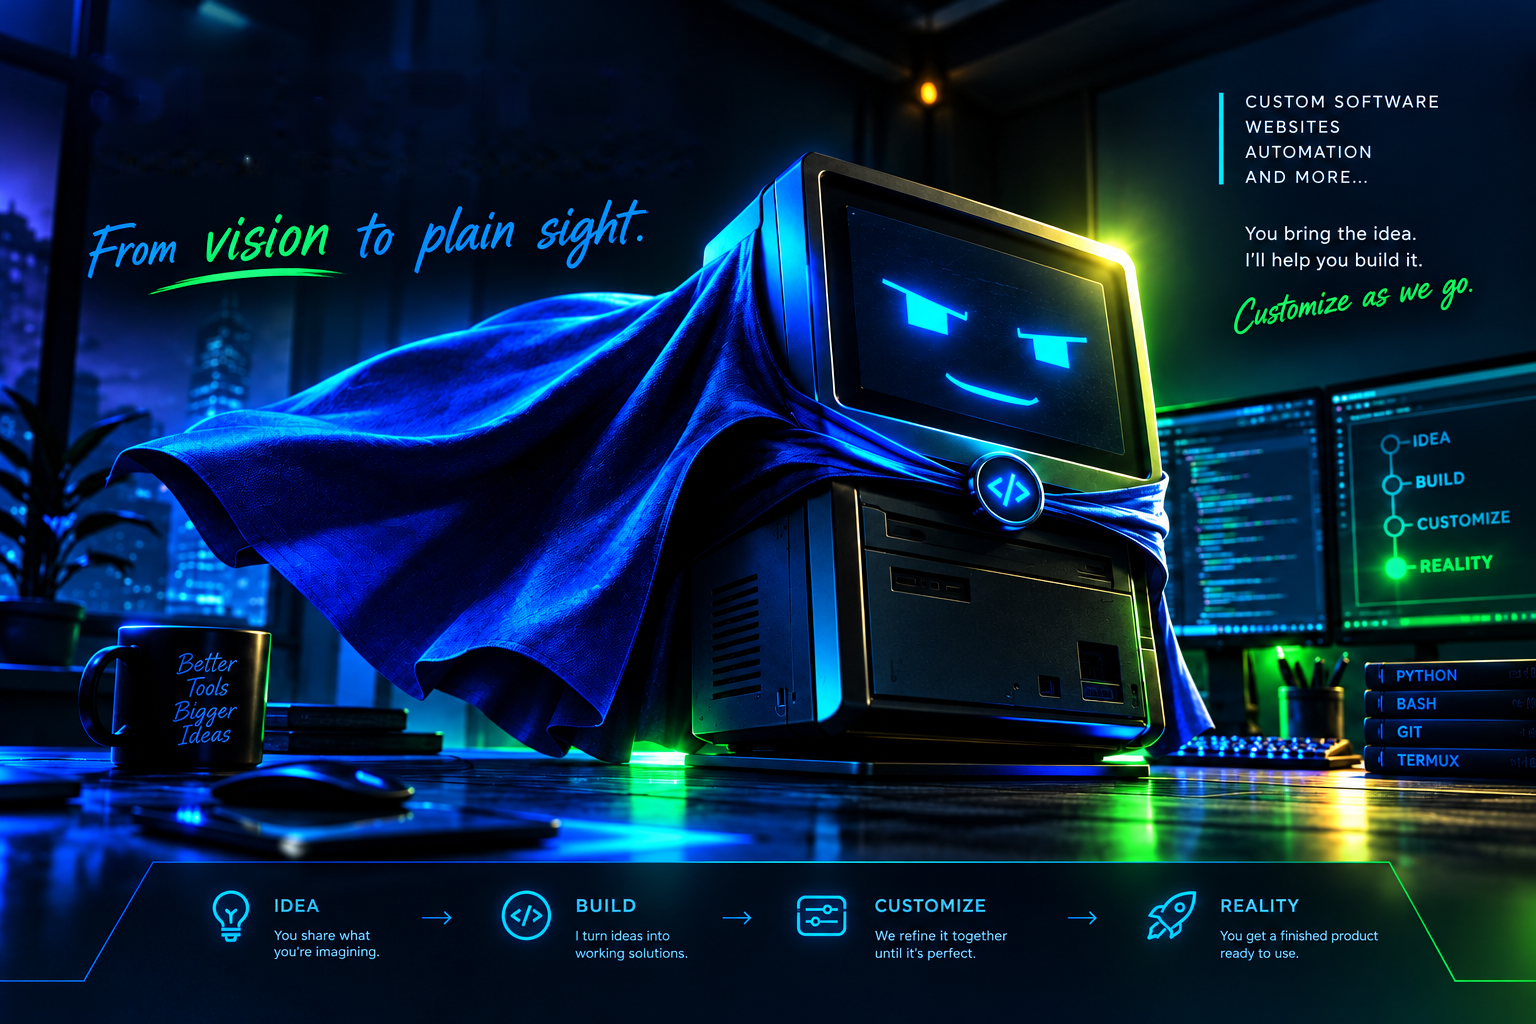 From vision to plain sight.
CUSTOM SOFTWARE
WEBSITES
AUTOMATION
AND MORE...
You bring the idea.
I'll help you build it.
Customize as we go.
</>
IDEA
BUILD
CUSTOMIZE
REALITY
Better
Tools
Bigger
Ideas
PYTHON
BASH
GIT
TERMUX
IDEA
You share what
you're imagining.
</>
BUILD
I turn ideas into
working solutions.
CUSTOMIZE
We refine it together
until it's perfect.
REALITY
You get a finished product
ready to use.